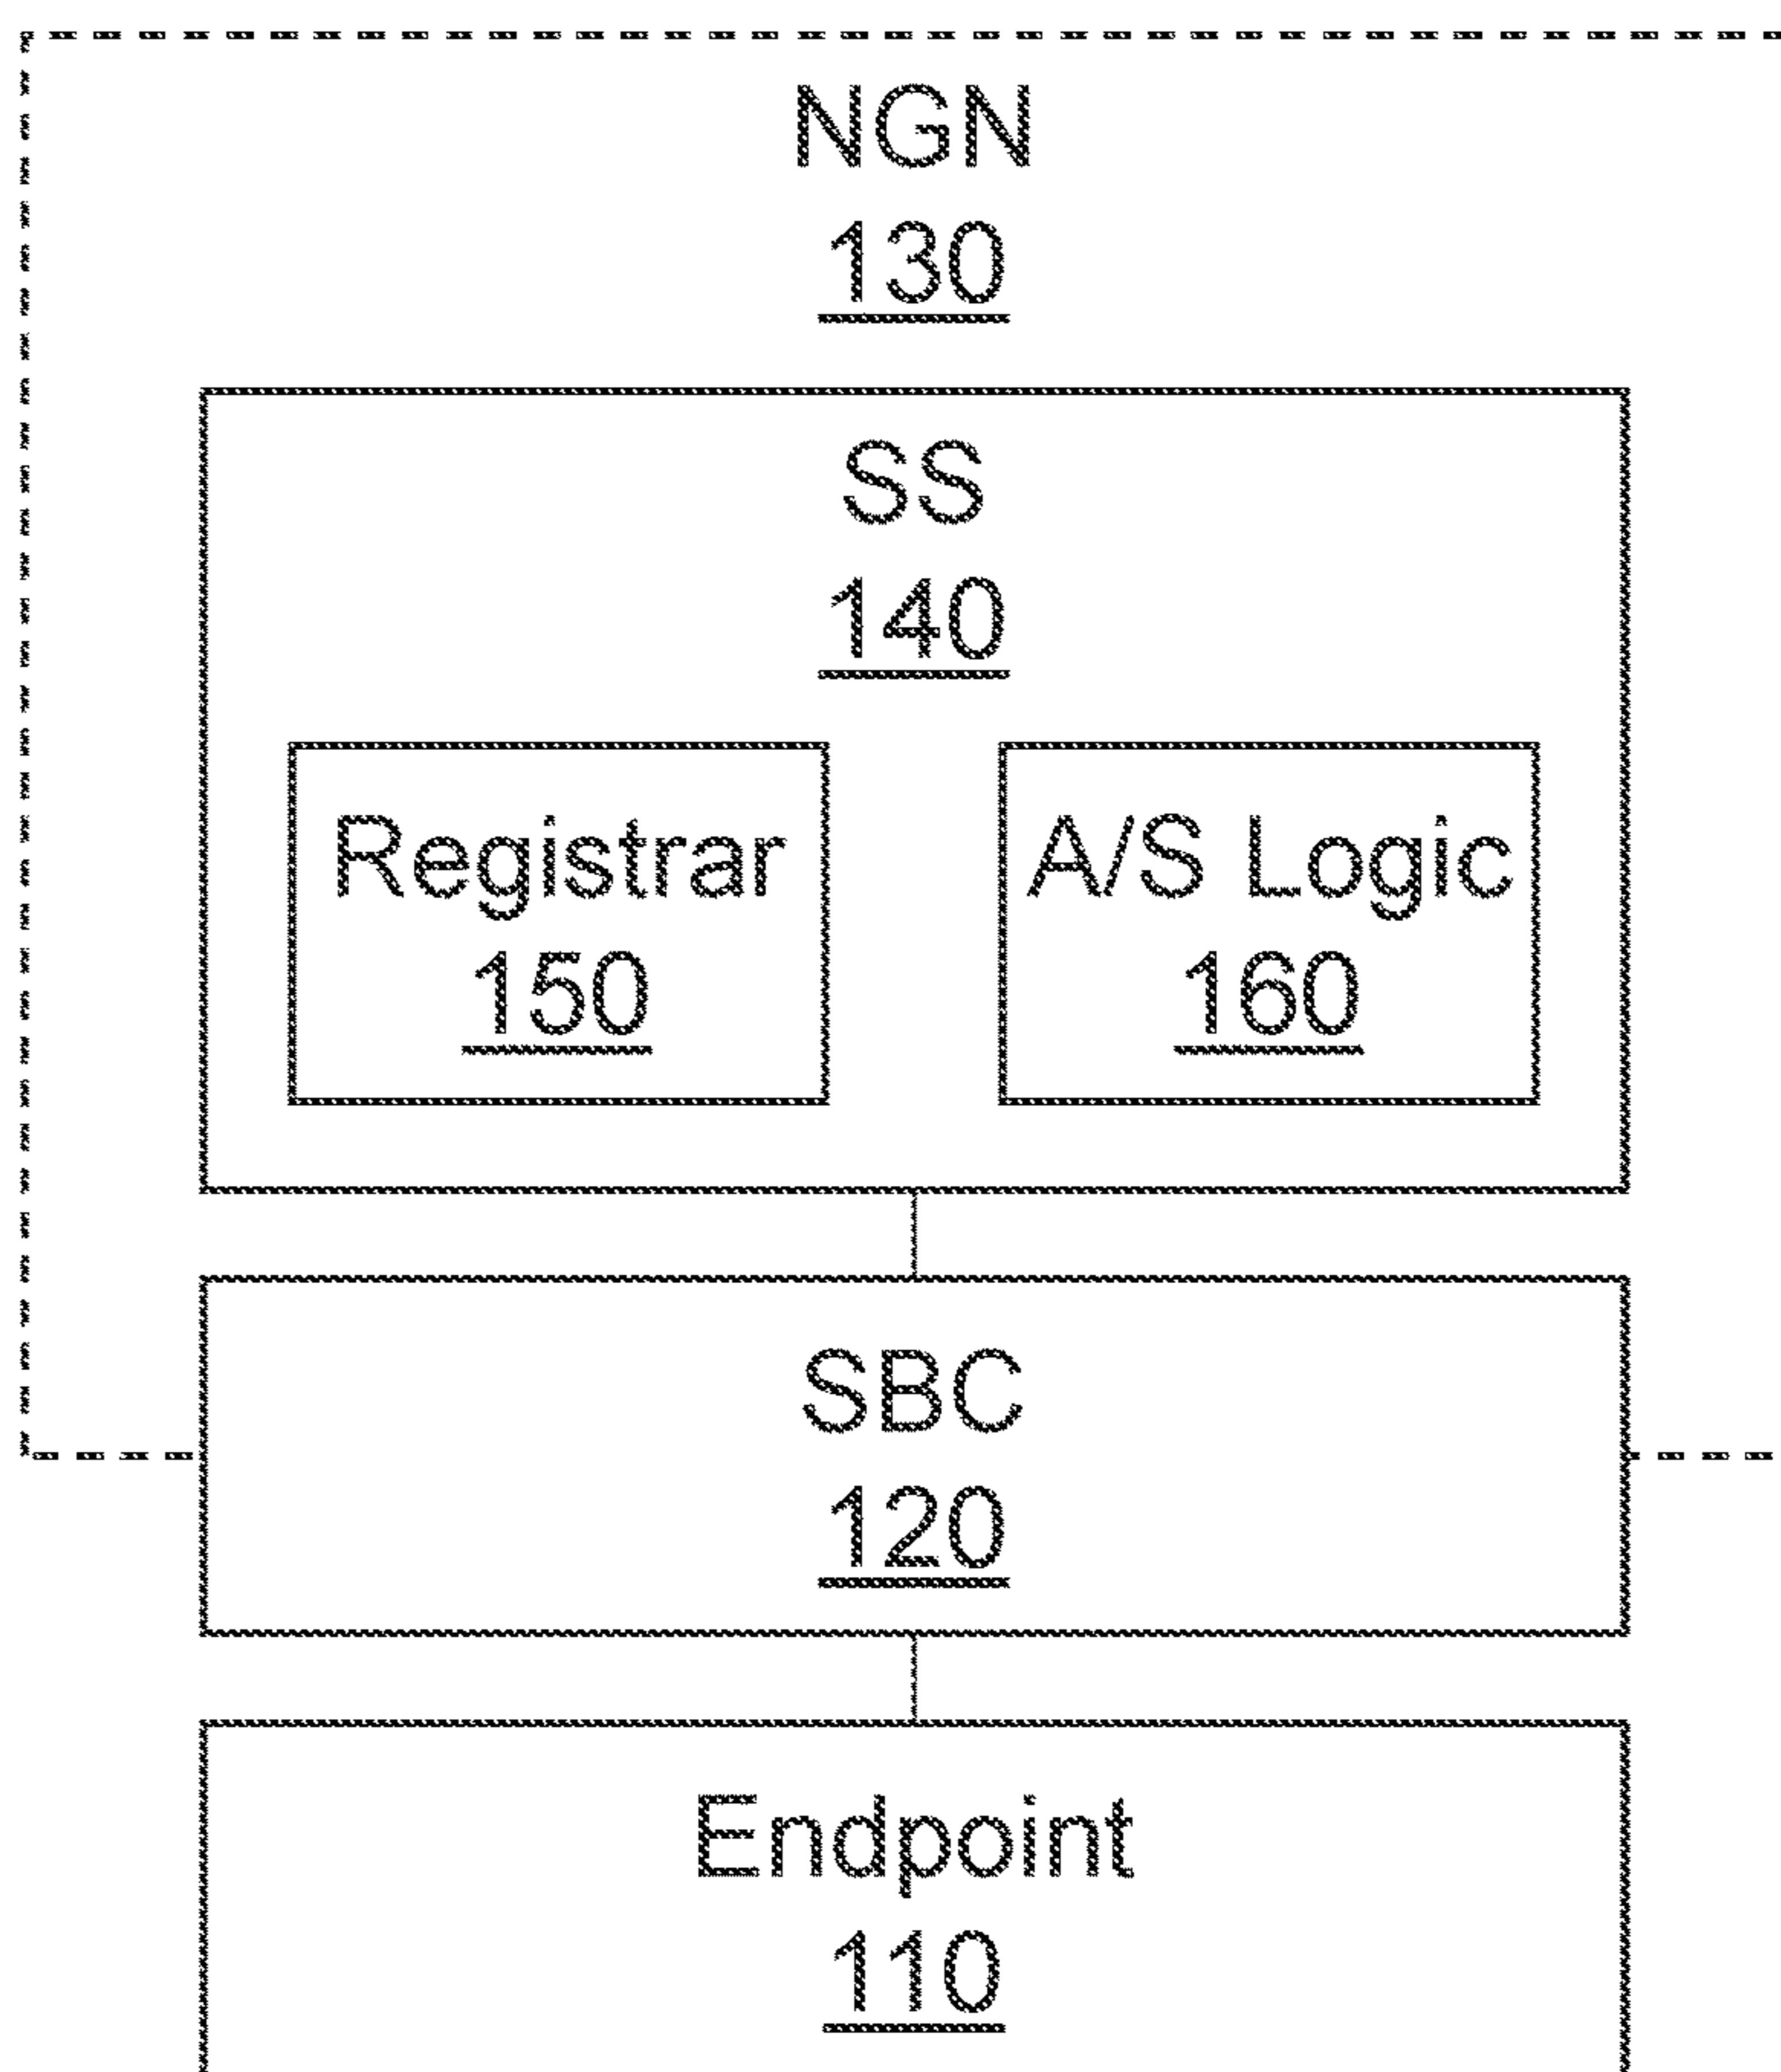 NGN
130
SS
140
Registrar
150
A/S Logic
160
SBC
120
Endpoint
110